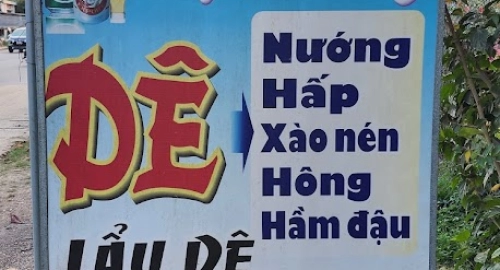 DÊ
Nướng
Hấp
Xào nén
Hông
Hầm đậu
LẨU DÊ